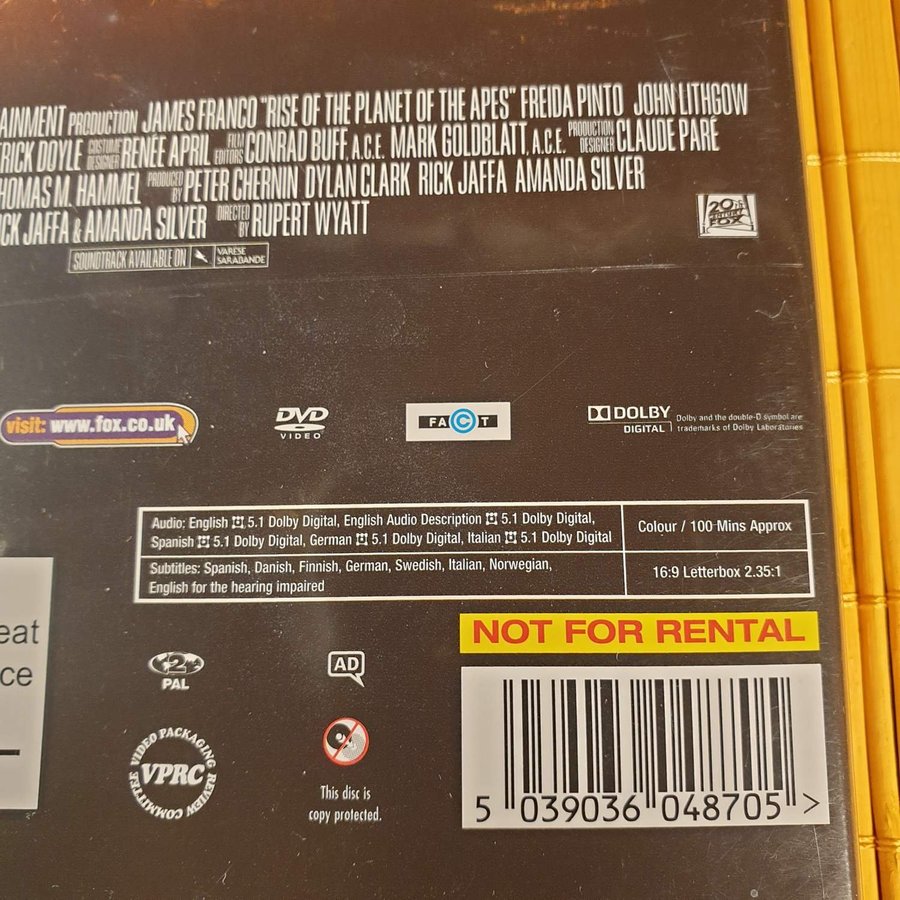 AINMENT PRODUCTION JAMES FRANCO "RISE OF THE PLANET OF THE APES" FREIDA PINTO JOHN LITHGOW
RICK DOYLE COSTUME DESIGNER RENÉE APRIL FILM EDITORS CONRAD BUFF, A.C.E. MARK GOLDBLATT, A.C.E. PRODUCTION DESIGNER CLAUDE PARÉ
THOMAS M. HAMMEL PRODUCED BY PETER CHERNIN DYLAN CLARK RICK JAFFA AMANDA SILVER
CK JAFFA & AMANDA SILVER DIRECTED BY RUPERT WYATT
20th CENTURY FOX
SOUNDTRACK AVAILABLE ON VARESE SARABANDE
visit: www.fox.co.uk
DVD VIDEO
FACT
DOLBY DIGITAL
Dolby and the double-D symbol are
trademarks of Dolby Laboratories
Audio: English 5.1 Dolby Digital, English Audio Description 5.1 Dolby Digital,
Spanish 5.1 Dolby Digital, German 5.1 Dolby Digital, Italian 5.1 Dolby Digital
Colour / 100 Mins Approx
Subtitles: Spanish, Danish, Finnish, German, Swedish, Italian, Norwegian,
English for the hearing impaired
16:9 Letterbox 2.35:1
eat
ce
NOT FOR RENTAL
2
PAL
AD
VIDEO PACKAGING REVIEW COMMITTEE
VPRC
This disc is
copy protected.
5 039036 048705 >